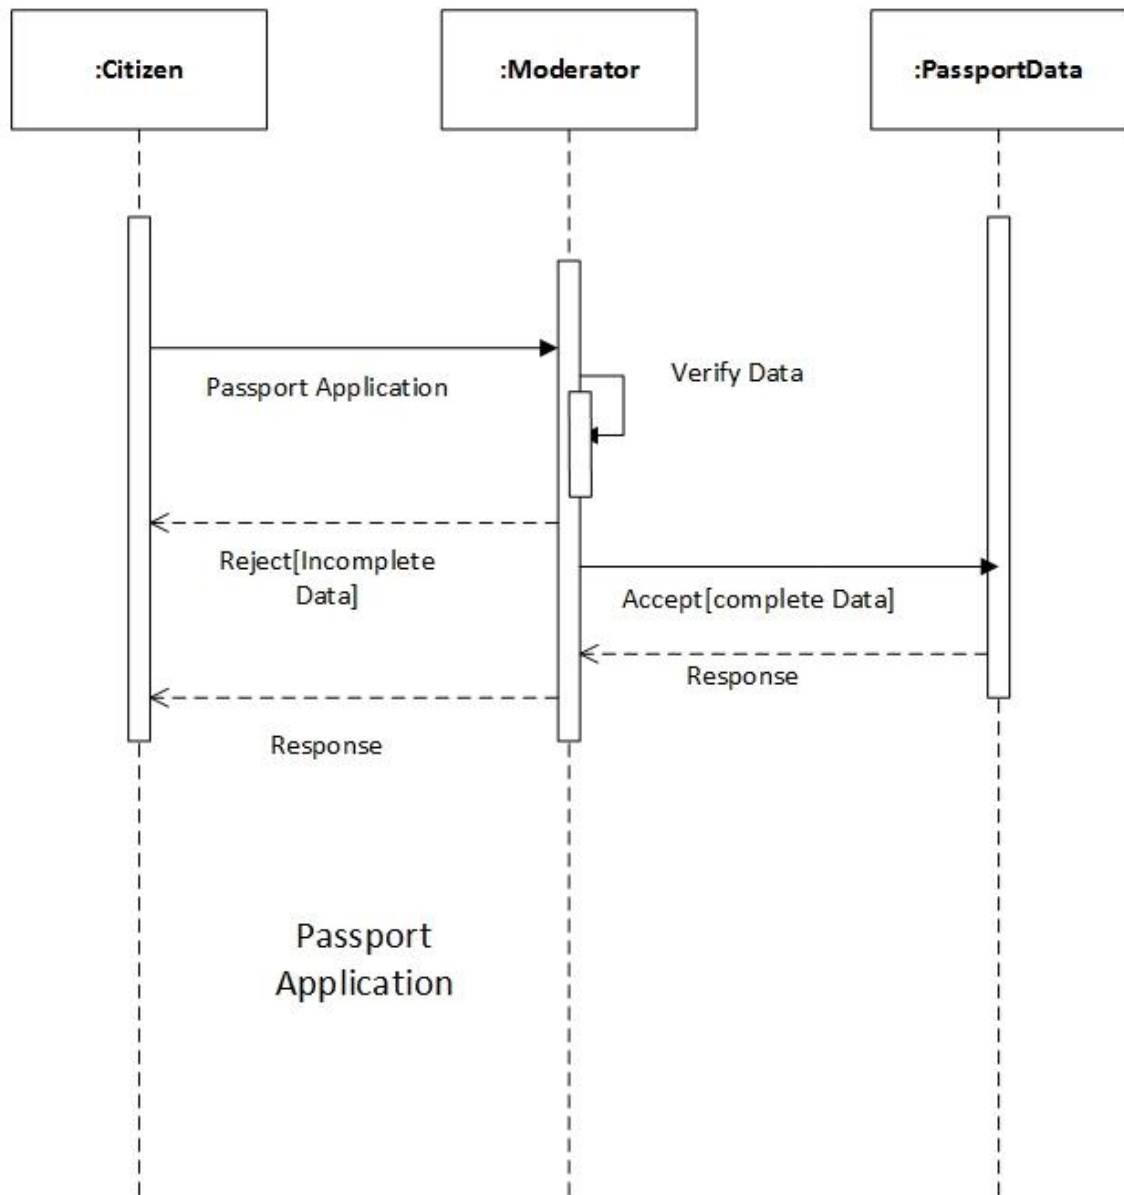 :Citizen
:Moderator
:PassportData
Verify Data
Passport Application
Reject[Incomplete
Data]
Accept[complete Data]
Response
Response
Passport
Application